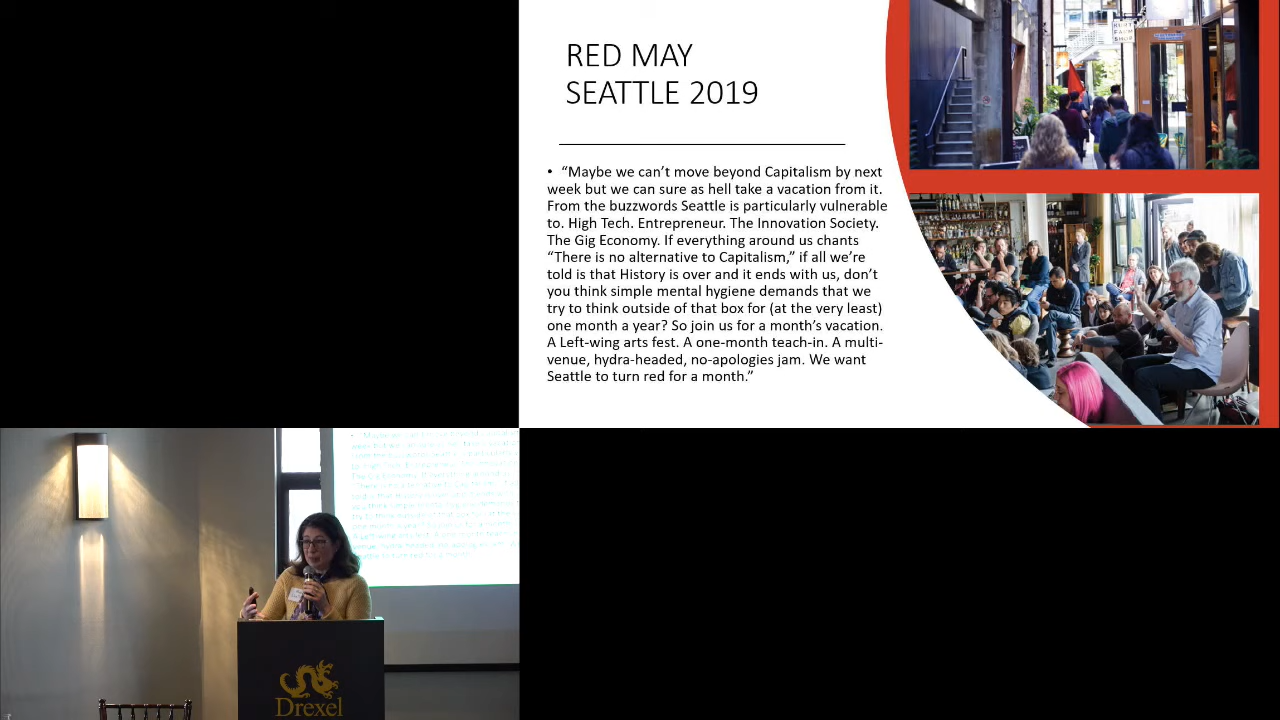 RED MAY
SEATTLE 2019
• “Maybe we can’t move beyond Capitalism by next
week but we can sure as hell take a vacation from it.
From the buzzwords Seattle is particularly vulnerable
to. High Tech. Entrepreneur. The Innovation Society.
The Gig Economy. If everything around us chants
“There is no alternative to Capitalism,” if all we’re
told is that History is over and it ends with us, don’t
you think simple mental hygiene demands that we
try to think outside of that box for (at the very least)
one month a year? So join us for a month’s vacation.
A Left-wing arts fest. A one-month teach-in. A multi-
venue, hydra-headed, no-apologies jam. We want
Seattle to turn red for a month.”
FARM
SHOP
Drexel